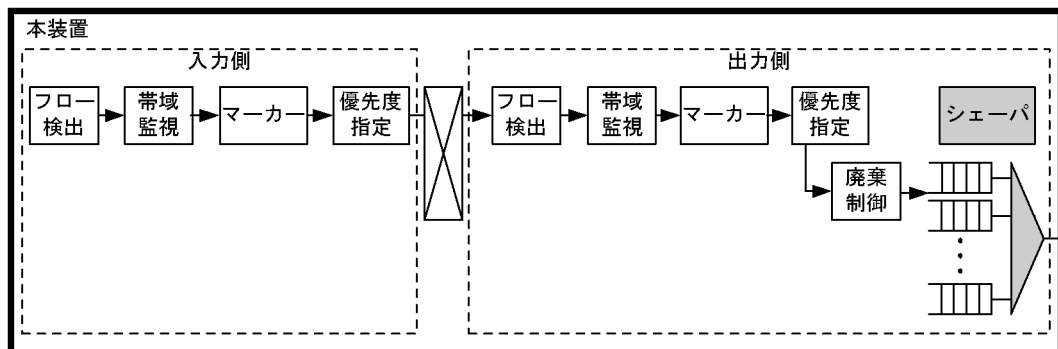 本装置
入力側
フロー
検出
帯域
監視
マーカー
優先度
指定
出力側
フロー
検出
帯域
監視
マーカー
優先度
指定
廃棄
制御
シェーパ